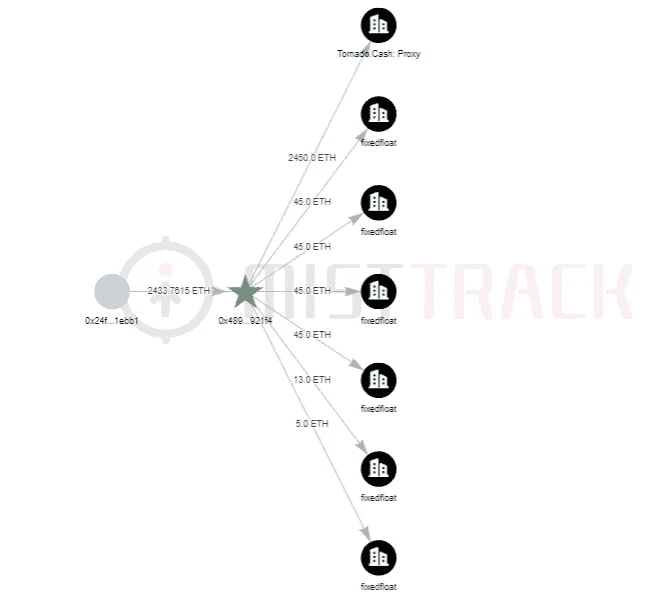 Tornado.Cash: Proxy
fixedfloat
2450.0 ETH
45.0 ETH
fixedfloat
45.0 ETH
2433.7615 ETH
45.0 ETH
MISTTRACK
0x24f...1ebb1
0x489...921f4
fixedfloat
45.0 ETH
fixedfloat
13.0 ETH
5.0 ETH
fixedfloat
fixedfloat